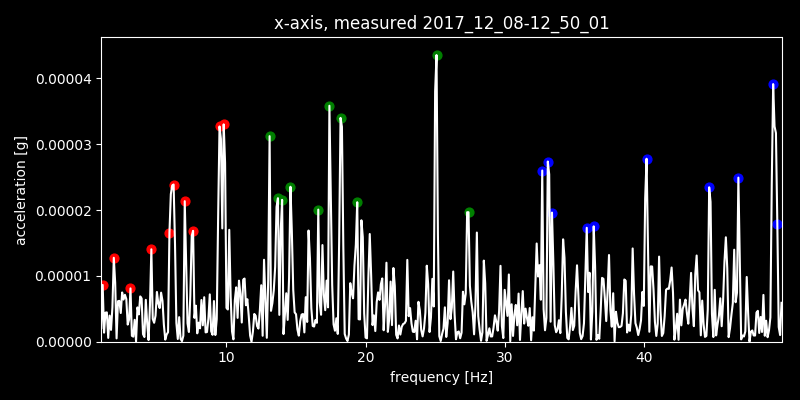 x-axis, measured 2017_12_08-12_50_01
acceleration [g]
0.00004
0.00003
0.00002
0.00001
0.00000
10 20 30 40
frequency [Hz]